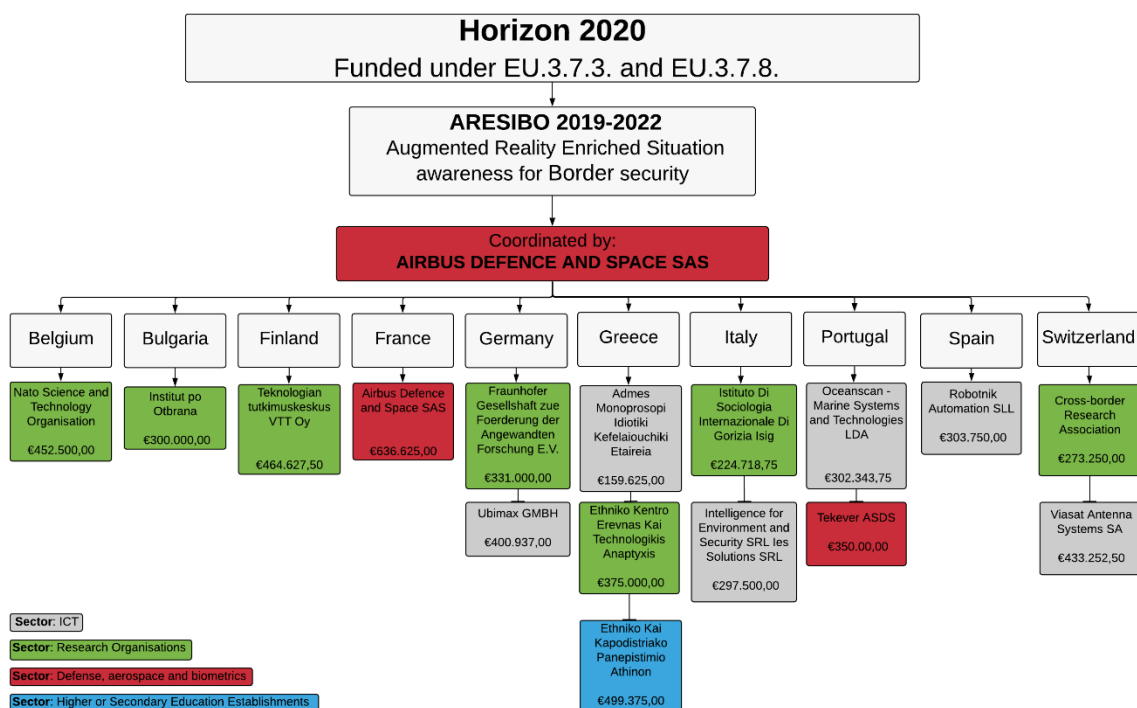 Horizon 2020
Funded under EU.3.7.3. and EU.3.7.8.
ARESIBO 2019-2022
Augmented Reality Enriched Situation
awareness for Border security
Coordinated by:
AIRBUS DEFENCE AND SPACE SAS
Belgium
Bulgaria
Finland
France
Germany
Greece
Italy
Portugal
Spain
Switzerland
Nato Science and
Technology
Organisation
€452.500,00
Institut po
Otbrana
€300.000,00
Teknologian
tutkimuskeskus
VTT Oy
€464.627,50
Airbus Defence
and Space SAS
€636.625,00
Fraunhofer
Gesellshaft zue
Foerderung der
Angewandten
Forschung E.V.
€331.000,00
Ubimax GMBH
€400.937,00
Admes
Monoprosopi
Idiotiki
Kefelaiouchiki
Etaireia
€159.625,00
Ethniko Kentro
Erevnas Kai
Technologikis
Anaptyxis
€375.000,00
Ethniko Kai
Kapodistriako
Panepistimio
Athinon
€499.375,00
Istituto Di
Sociologia
Internazionale Di
Gorizia Isig
€224.718,75
Intelligence for
Environment and
Security SRL Ies
Solutions SRL
€297.500,00
Oceanscan -
Marine Systems
and Technologies
LDA
€302.343,75
Tekever ASDS
€350.00,00
Robotnik
Automation SLL
€303.750,00
Cross-border
Research
Association
€273.250,00
Viasat Antenna
Systems SA
€433.252,50
Sector: ICT
Sector: Research Organisations
Sector: Defense, aerospace and biometrics
Sector: Higher or Secondary Education Establishments